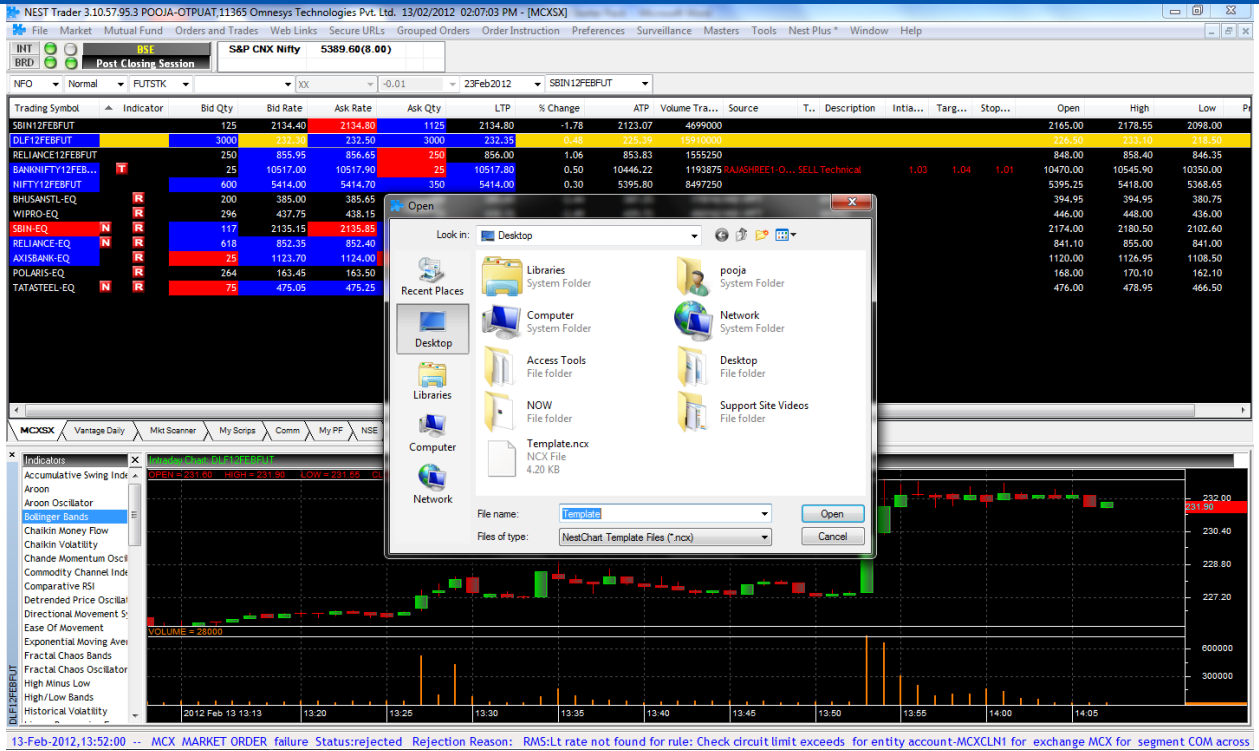 NEST Trader 3.10.57.95.3 POOJA-OTPUAT,11365 Omnesys Technologies Pvt. Ltd. 13/02/2012 02:07:03 PM - [MCXSX]
File Market Mutual Fund Orders and Trades Web Links Secure URLs Grouped Orders Order Instruction Preferences Surveillance Masters Tools Nest Plus* Window Help
INT BSE S&P CNX Nifty 5389.60(8.00)
BRD Post Closing Session
NFO Normal FUTSTK XX -0.01 23Feb2012 SBIN12FEBFUT
Trading Symbol Indicator Bid Qty Bid Rate Ask Rate Ask Qty LTP % Change ATP Volume Tra... Source T.. Description Intia... Targ... Stop... Open High Low Pr
SBIN12FEBFUT 125 2134.40 2134.80 1125 2134.80 -1.78 2123.07 4699000 2165.00 2178.55 2098.00
DLF12FEBFUT 3000 232.30 232.50 3000 232.35 0.48 225.39 15910000 226.50 233.10 218.50
RELIANCE12FEBFUT 250 855.95 856.65 250 856.00 1.06 853.83 1555250 848.00 858.40 846.35
BANKNIFTY12FEB... T 25 10517.00 10517.90 25 10517.80 0.50 10446.22 1193875 RAJASHREE1-O... SELL Technical 1.03 1.04 1.01 10470.00 10545.90 10350.00
NIFTY12FEBFUT 600 5414.00 5414.70 350 5414.00 0.30 5395.80 8497250 5395.25 5418.00 5368.65
BHUSANSTL-EQ R 200 385.00 385.65 394.95 394.95 380.75
WIPRO-EQ R 296 437.75 438.15 446.00 448.00 436.00
SBIN-EQ N R 117 2135.15 2135.85 2174.00 2180.50 2102.60
RELIANCE-EQ N R 618 852.35 852.40 841.10 855.00 841.00
AXISBANK-EQ R 25 1123.70 1124.00 1120.00 1126.95 1108.50
POLARIS-EQ R 264 163.45 163.50 168.00 170.10 162.10
TATASTEEL-EQ N R 75 475.05 475.25 476.00 478.95 466.50
Open
Look in: Desktop
Recent Places
Desktop
Libraries
Computer
Network
Libraries
System Folder
pooja
System Folder
Computer
System Folder
Network
System Folder
Access Tools
File folder
Desktop
File folder
NOW
File folder
Support Site Videos
File folder
Template.ncx
NCX File
4.20 KB
File name: Template Open
Files of type: NestChart Template Files (*.ncx) Cancel
MCXSX Vantage Daily Mkt Scanner My Scrips Comm My PF NSE
Indicators
Accumulative Swing Inde
Aroon
Aroon Oscillator
Bollinger Bands
Chaikin Money Flow
Chaikin Volatility
Chande Momentum Oscil
Commodity Channel Inde
Comparative RSI
Detrended Price Oscillat
Directional Movement Sy
Ease Of Movement
Exponential Moving Aver
Fractal Chaos Bands
Fractal Chaos Oscillator
High Minus Low
High/Low Bands
Historical Volatility
DLF12FEBFUT
Intraday Chart: DLF12FEBFUT
OPEN = 231.60 HIGH = 231.90 LOW = 231.65
232.00
231.90
230.40
228.80
227.20
VOLUME = 28000
600000
300000
2012 Feb 13 13:13 13:20 13:25 13:30 13:35 13:40 13:45 13:50 13:55 14:00 14:05
13-Feb-2012,13:52:00 -- MCX MARKET ORDER failure Status:rejected Rejection Reason: RMS:Lt rate not found for rule: Check circuit limit exceeds for entity account-MCXCLN1 for exchange MCX for segment COM across